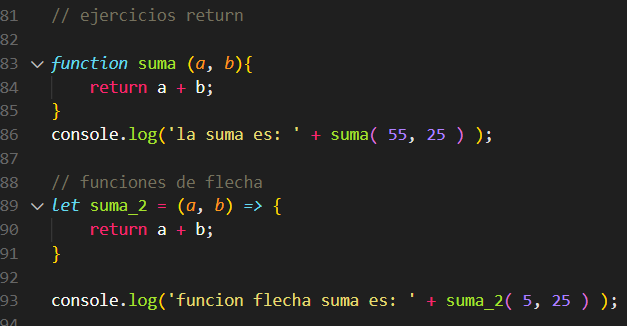 81 // ejercicios return
82
83 function suma (a, b){
84 return a + b;
85 }
86 console.log('la suma es: ' + suma( 55, 25 ) );
87
88 // funciones de flecha
89 let suma_2 = (a, b) => {
90 return a + b;
91 }
92
93 console.log('funcion flecha suma es: ' + suma_2( 5, 25 ) );
94